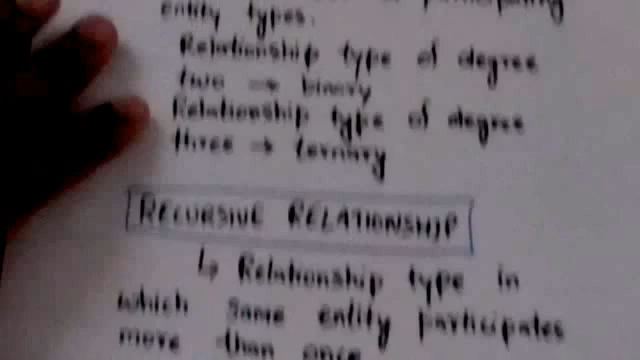 participating
entity types.
Relationship type of degree
two → binary
Relationship type of degree
three → ternary
RECURSIVE RELATIONSHIP
↳ Relationship type in
which same entity participates
more than once